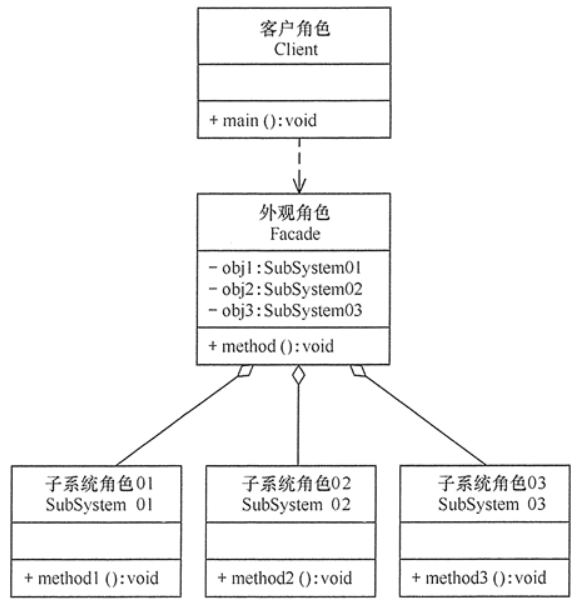 客户角色
Client
+ main ( ) : void
外观角色
Facade
- obj1 : SubSystem01
- obj2 : SubSystem02
- obj3 : SubSystem03
+ method ( ) : void
子系统角色01
SubSystem 01
+ method1 ( ) : void
子系统角色02
SubSystem 02
+ method2 ( ) : void
子系统角色03
SubSystem 03
+ method3 ( ) : void